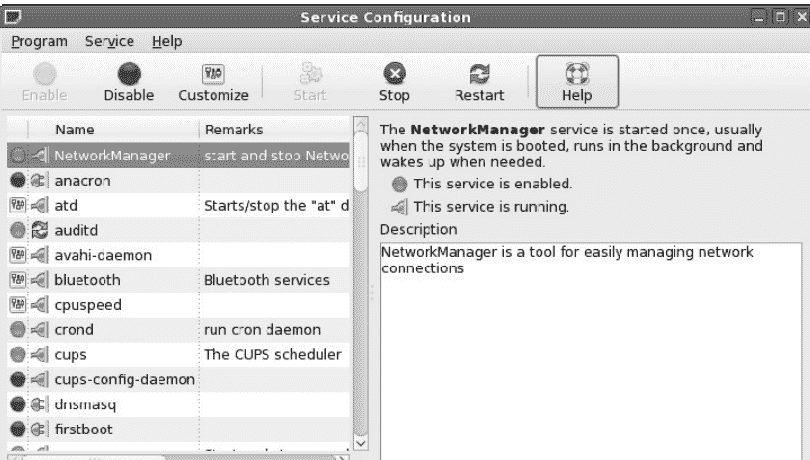 Service Configuration
Program Service Help
Enable Disable Customize Start Stop Restart Help
Name Remarks
NetworkManager start and stop Netwo
anacron
atd Starts/stop the "at" d
auditd
avahi-daemon
bluetooth Bluetooth services
cpuspeed
crond run cron daemon
cups The CUPS scheduler
cups-config-daemon
dnsmasq
firstboot
The NetworkManager service is started once, usually
when the system is booted, runs in the background and
wakes up when needed.
This service is enabled.
This service is running.
Description
NetworkManager is a tool for easily managing network
connections